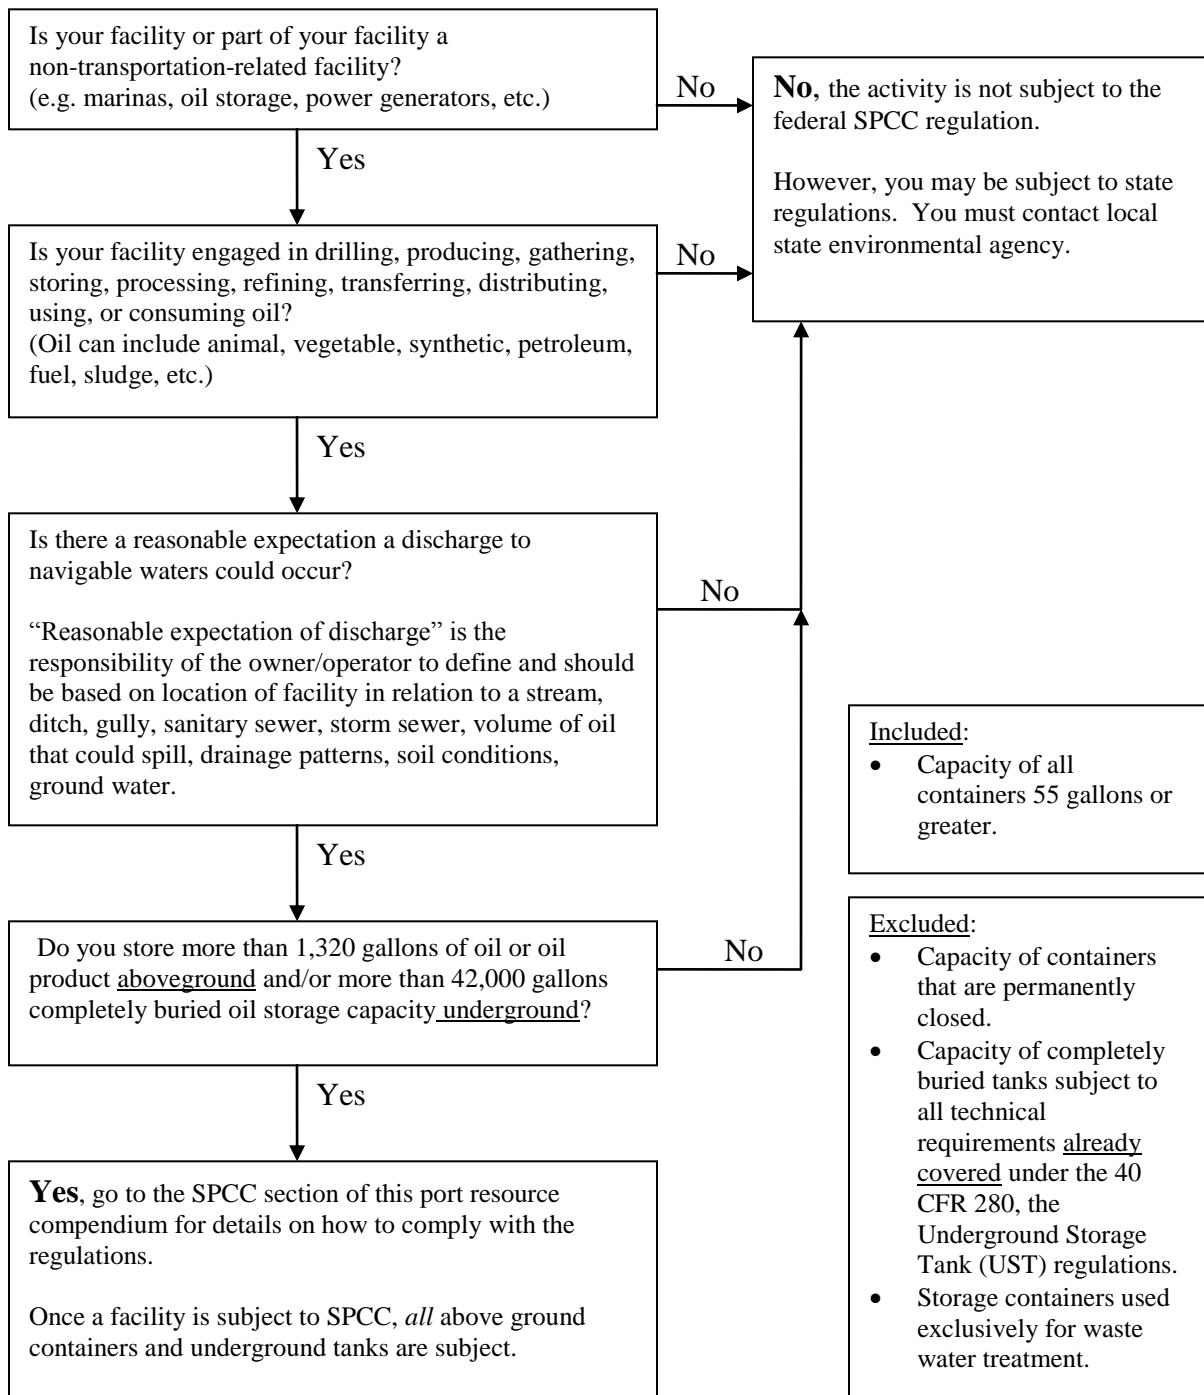 Is your facility or part of your facility a
non-transportation-related facility?
(e.g. marinas, oil storage, power generators, etc.)
No
No, the activity is not subject to the
federal SPCC regulation.
However, you may be subject to state
regulations.  You must contact local
state environmental agency.
Yes
Is your facility engaged in drilling, producing, gathering,
storing, processing, refining, transferring, distributing,
using, or consuming oil?
(Oil can include animal, vegetable, synthetic, petroleum,
fuel, sludge, etc.)
No
Yes
Is there a reasonable expectation a discharge to
navigable waters could occur?
“Reasonable expectation of discharge” is the
responsibility of the owner/operator to define and should
be based on location of facility in relation to a stream,
ditch, gully, sanitary sewer, storm sewer, volume of oil
that could spill, drainage patterns, soil conditions,
ground water.
No
Yes
Do you store more than 1,320 gallons of oil or oil
product aboveground and/or more than 42,000 gallons
completely buried oil storage capacity underground?
No
Yes
Yes, go to the SPCC section of this port resource
compendium for details on how to comply with the
regulations.
Once a facility is subject to SPCC, all above ground
containers and underground tanks are subject.
Included:
• Capacity of all
containers 55 gallons or
greater.
Excluded:
• Capacity of containers
that are permanently
closed.
• Capacity of completely
buried tanks subject to
all technical
requirements already
covered under the 40
CFR 280, the
Underground Storage
Tank (UST) regulations.
• Storage containers used
exclusively for waste
water treatment.